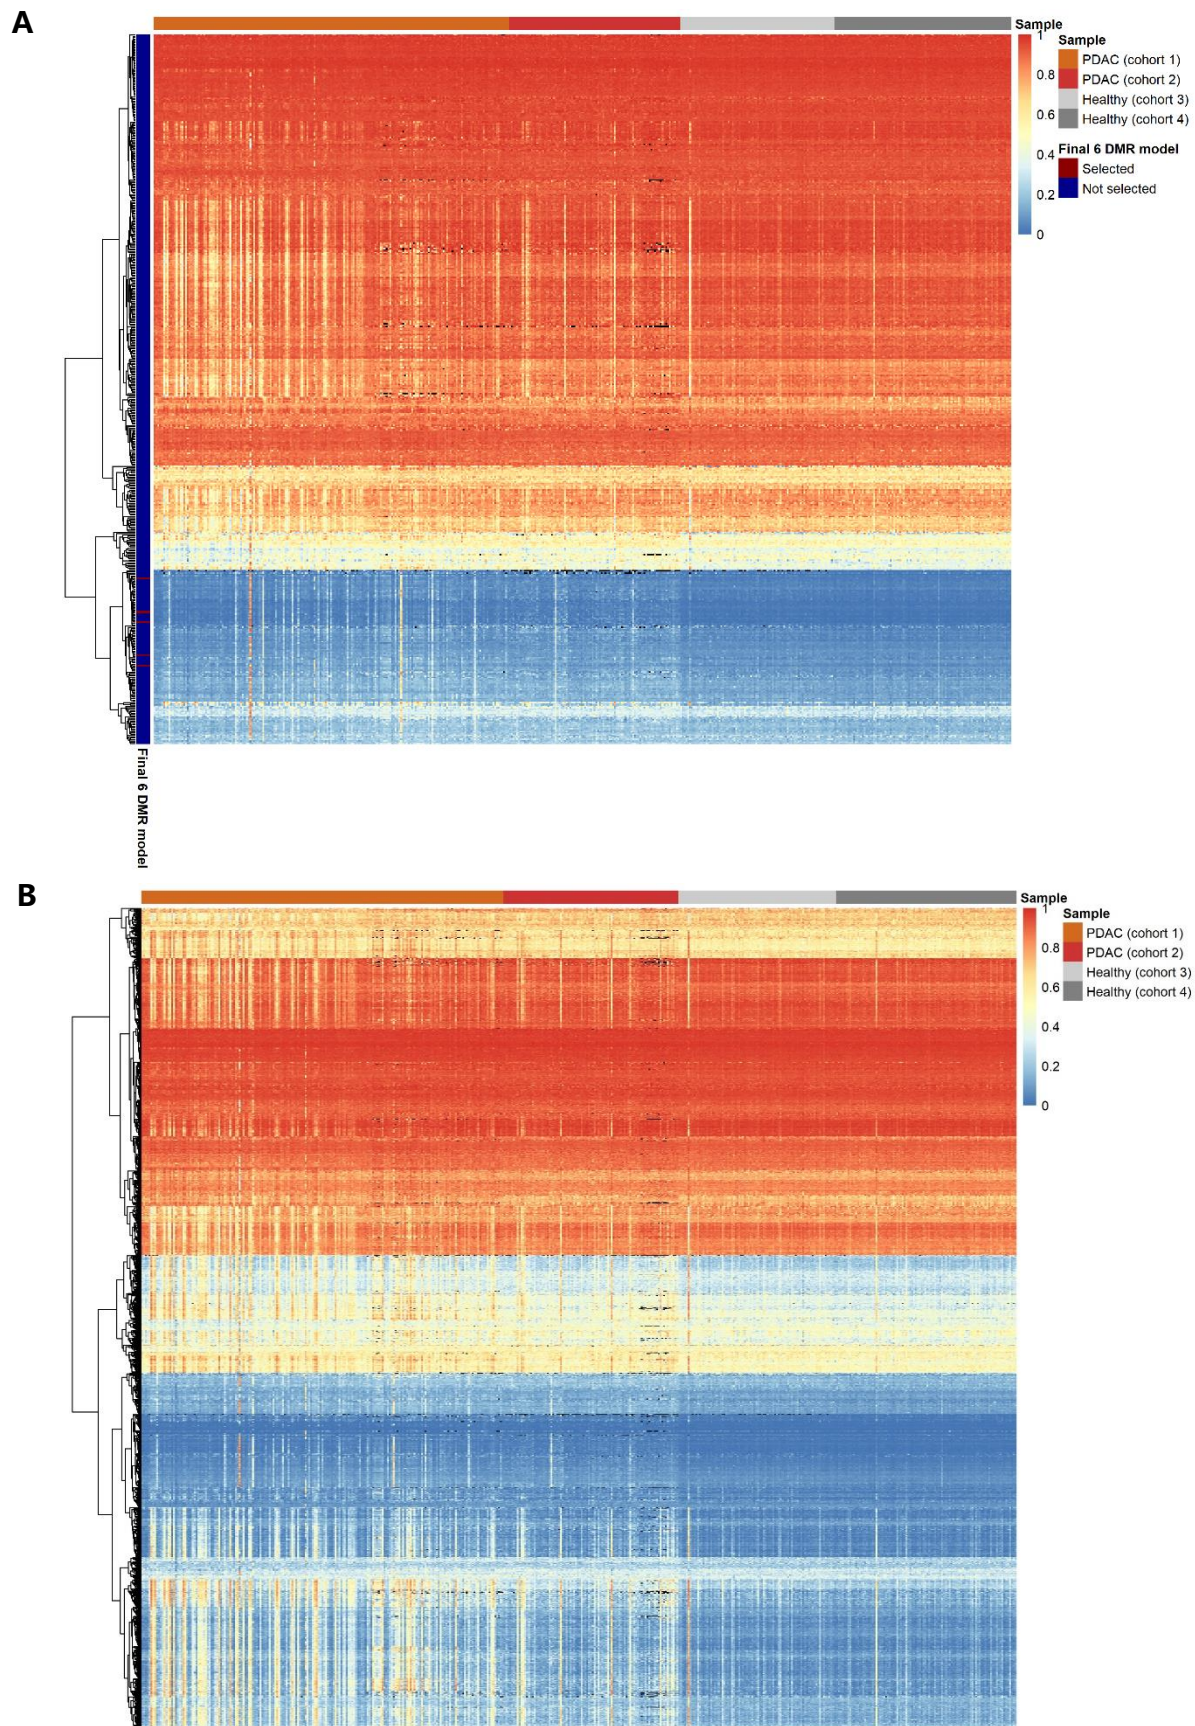 A
Sample
1
0.8
0.6
0.4
0.2
0
Sample
PDAC (cohort 1)
PDAC (cohort 2)
Healthy (cohort 3)
Healthy (cohort 4)
Final 6 DMR model
Selected
Not selected
Final 6 DMR model
B
Sample
1
0.8
0.6
0.4
0.2
0
Sample
PDAC (cohort 1)
PDAC (cohort 2)
Healthy (cohort 3)
Healthy (cohort 4)